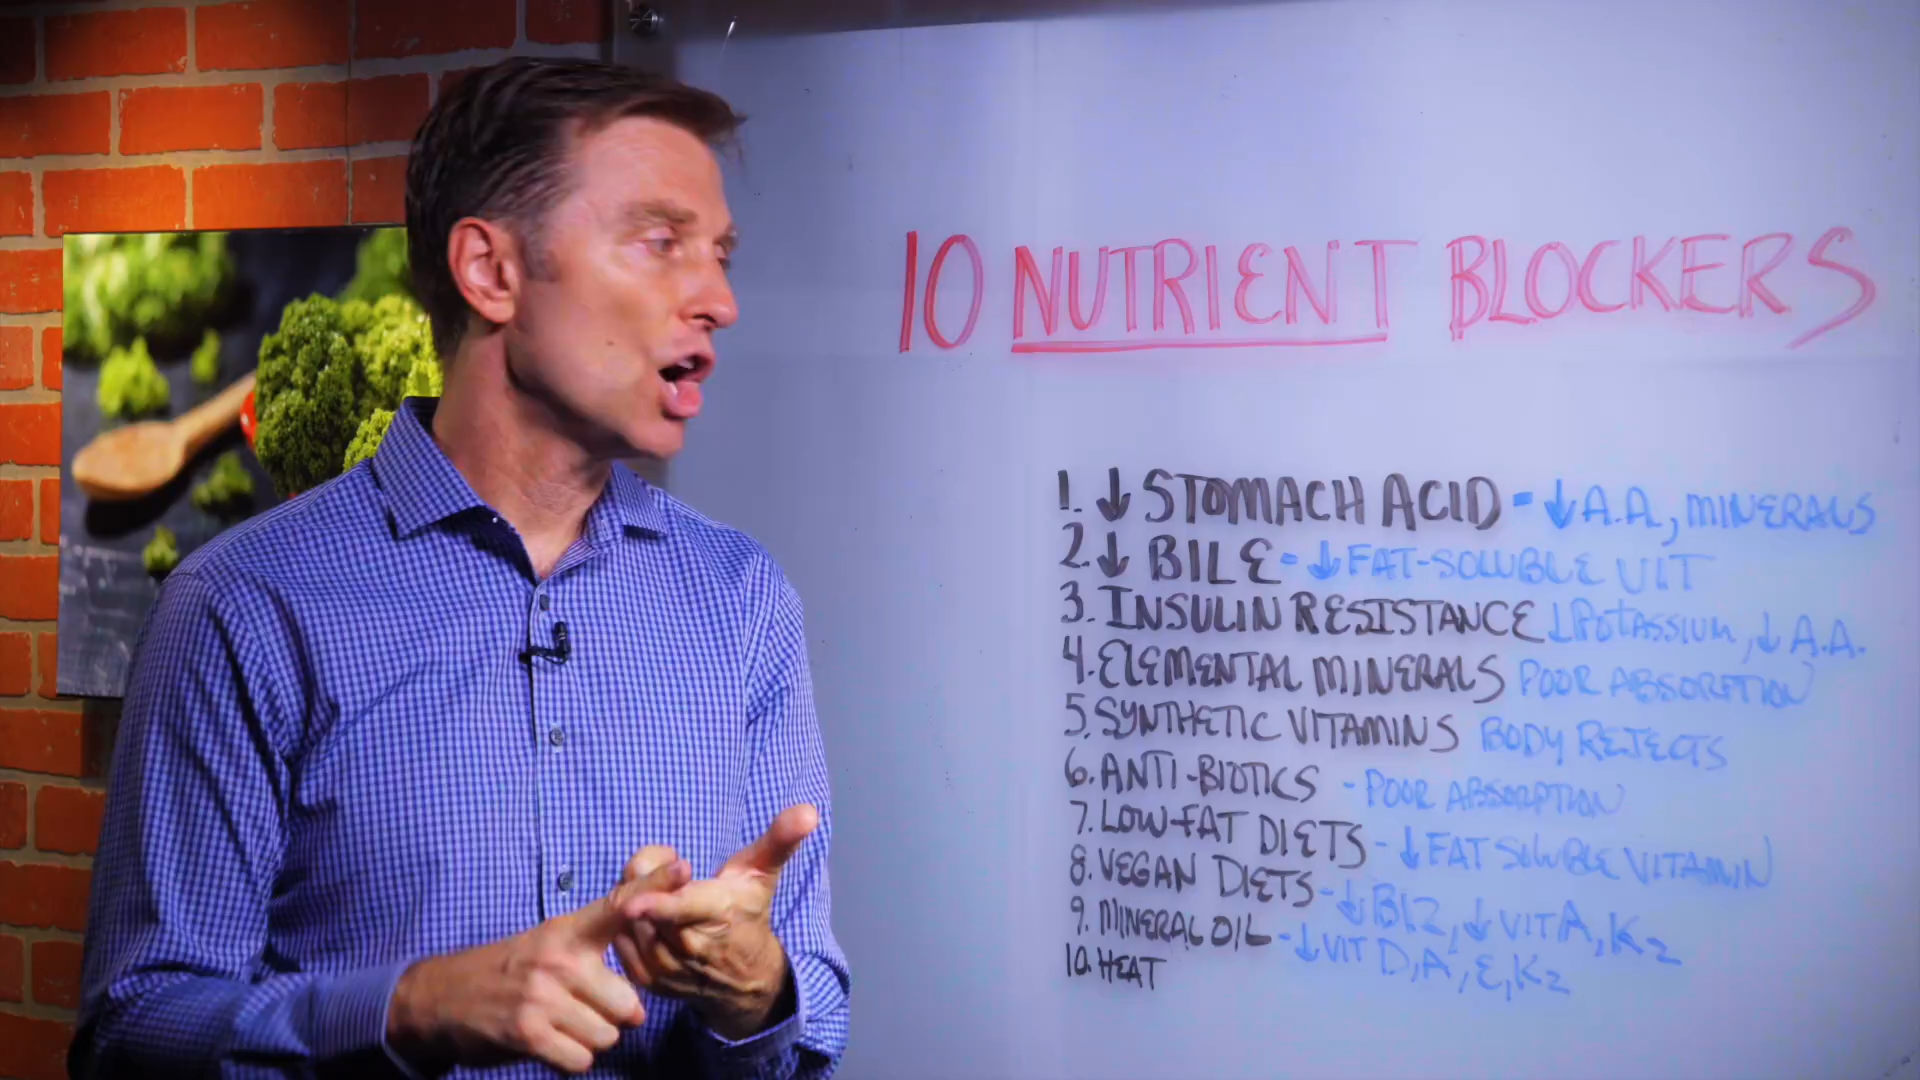 10 NUTRIENT BLOCKERS
1. ↓ STOMACH ACID - ↓ A.A., MINERALS
2. ↓ BILE - ↓ FAT-SOLUBLE VIT
3. INSULIN RESISTANCE ↓ POTASSIUM, ↓ A.A.
4. ELEMENTAL MINERALS POOR ABSORPTION
5. SYNTHETIC VITAMINS BODY REJECTS
6. ANTI-BIOTICS - POOR ABSORPTION
7. LOW-FAT DIETS - ↓ FAT SOLUBLE VITAMIN
8. VEGAN DIETS - ↓ B12, ↓ VIT A, K2
9. MINERAL OIL - ↓ VIT D, A, E, K2
10. HEAT